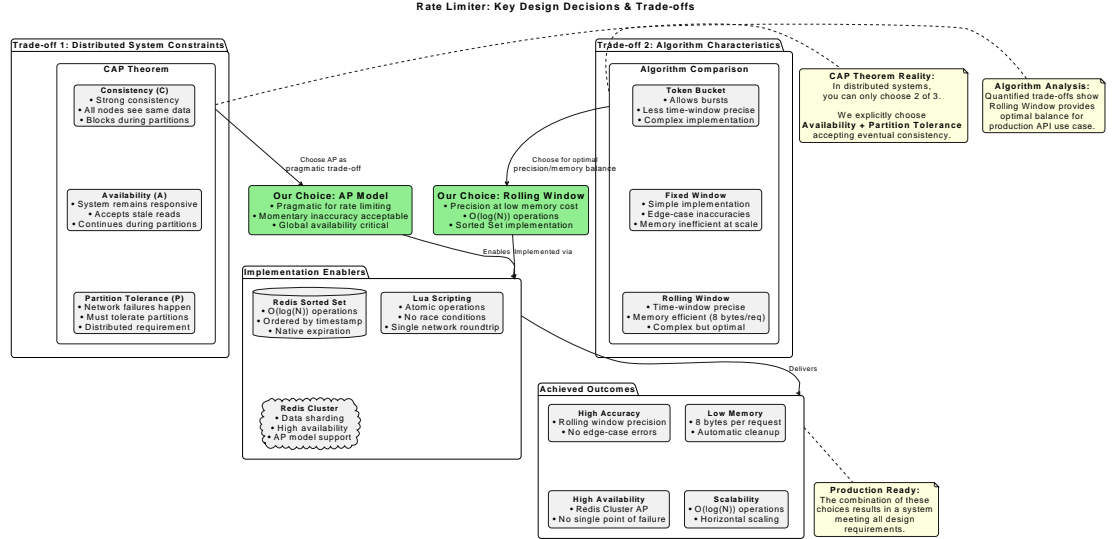 Rate Limiter: Key Design Decisions & Trade-offs
Trade-off 1: Distributed System Constraints
CAP Theorem
Consistency (C)
• Strong consistency
• All nodes see same data
• Blocks during partitions
Availability (A)
• System remains responsive
• Accepts stale reads
• Continues during partitions
Partition Tolerance (P)
• Network failures happen
• Must tolerate partitions
• Distributed requirement
Trade-off 2: Algorithm Characteristics
Algorithm Comparison
Token Bucket
• Allows bursts
• Less time-window precise
• Complex implementation
Fixed Window
• Simple implementation
• Edge-case inaccuracies
• Memory inefficient at scale
Rolling Window
• Time-window precise
• Memory efficient (8 bytes/req)
• Complex but optimal
CAP Theorem Reality:
In distributed systems,
you can only choose 2 of 3.
We explicitly choose
Availability + Partition Tolerance
accepting eventual consistency.
Algorithm Analysis:
Quantified trade-offs show
Rolling Window provides
optimal balance for
production API use case.
Choose AP as
pragmatic trade-off
Choose for optimal
precision/memory balance
Our Choice: AP Model
• Pragmatic for rate limiting
• Momentary inaccuracy acceptable
• Global availability critical
Our Choice: Rolling Window
• Precision at low memory cost
• O(log(N)) operations
• Sorted Set implementation
Enables
Implemented via
Implementation Enablers
Redis Sorted Set
• O(log(N)) operations
• Ordered by timestamp
• Native expiration
Lua Scripting
• Atomic operations
• No race conditions
• Single network roundtrip
Redis Cluster
• Data sharding
• High availability
• AP model support
Delivers
Achieved Outcomes
High Accuracy
• Rolling window precision
• No edge-case errors
Low Memory
• 8 bytes per request
• Automatic cleanup
High Availability
• Redis Cluster AP
• No single point of failure
Scalability
• O(log(N)) operations
• Horizontal scaling
Production Ready:
The combination of these
choices results in a system
meeting all design
requirements.